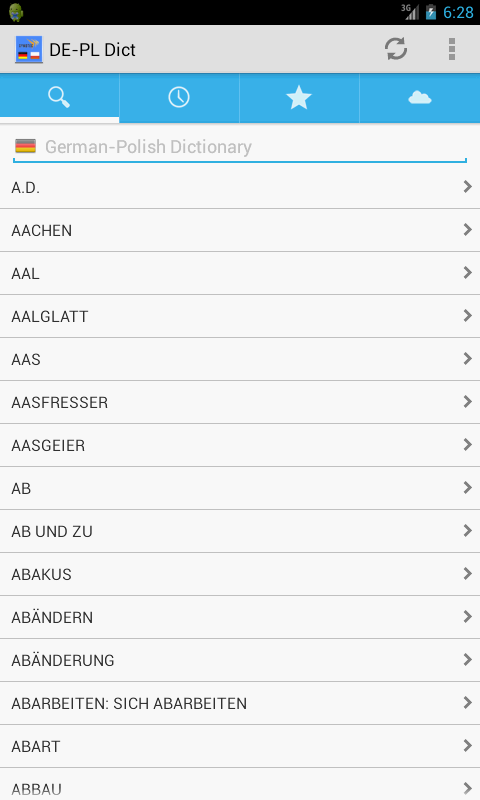 3G 6:28
DE-PL Dict
German-Polish Dictionary
A.D.
AACHEN
AAL
AALGLATT
AAS
AASFRESSER
AASGEIER
AB
AB UND ZU
ABAKUS
ABÄNDERN
ABÄNDERUNG
ABARBEITEN: SICH ABARBEITEN
ABART
ABBAU